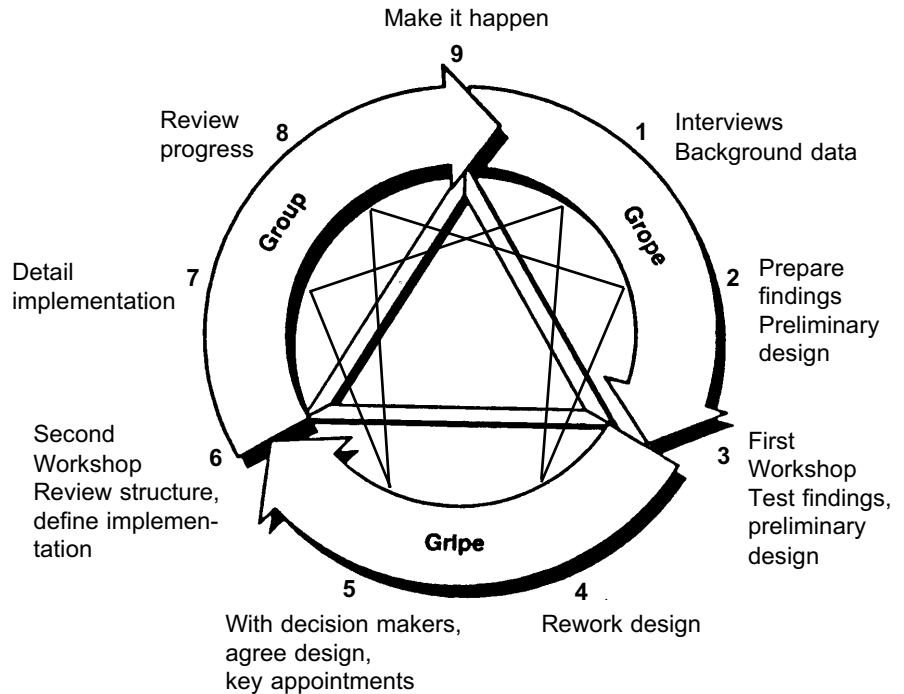 Make it happen
9
1
Interviews
Background data
Grope
2
Prepare
findings
Preliminary
design
3
First
Workshop
Test findings,
preliminary
design
4
Rework design
Gripe
5
With decision makers,
agree design,
key appointments
6
Second
Workshop
Review structure,
define implemen-
tation
7
Detail
implementation
Group
8
Review
progress